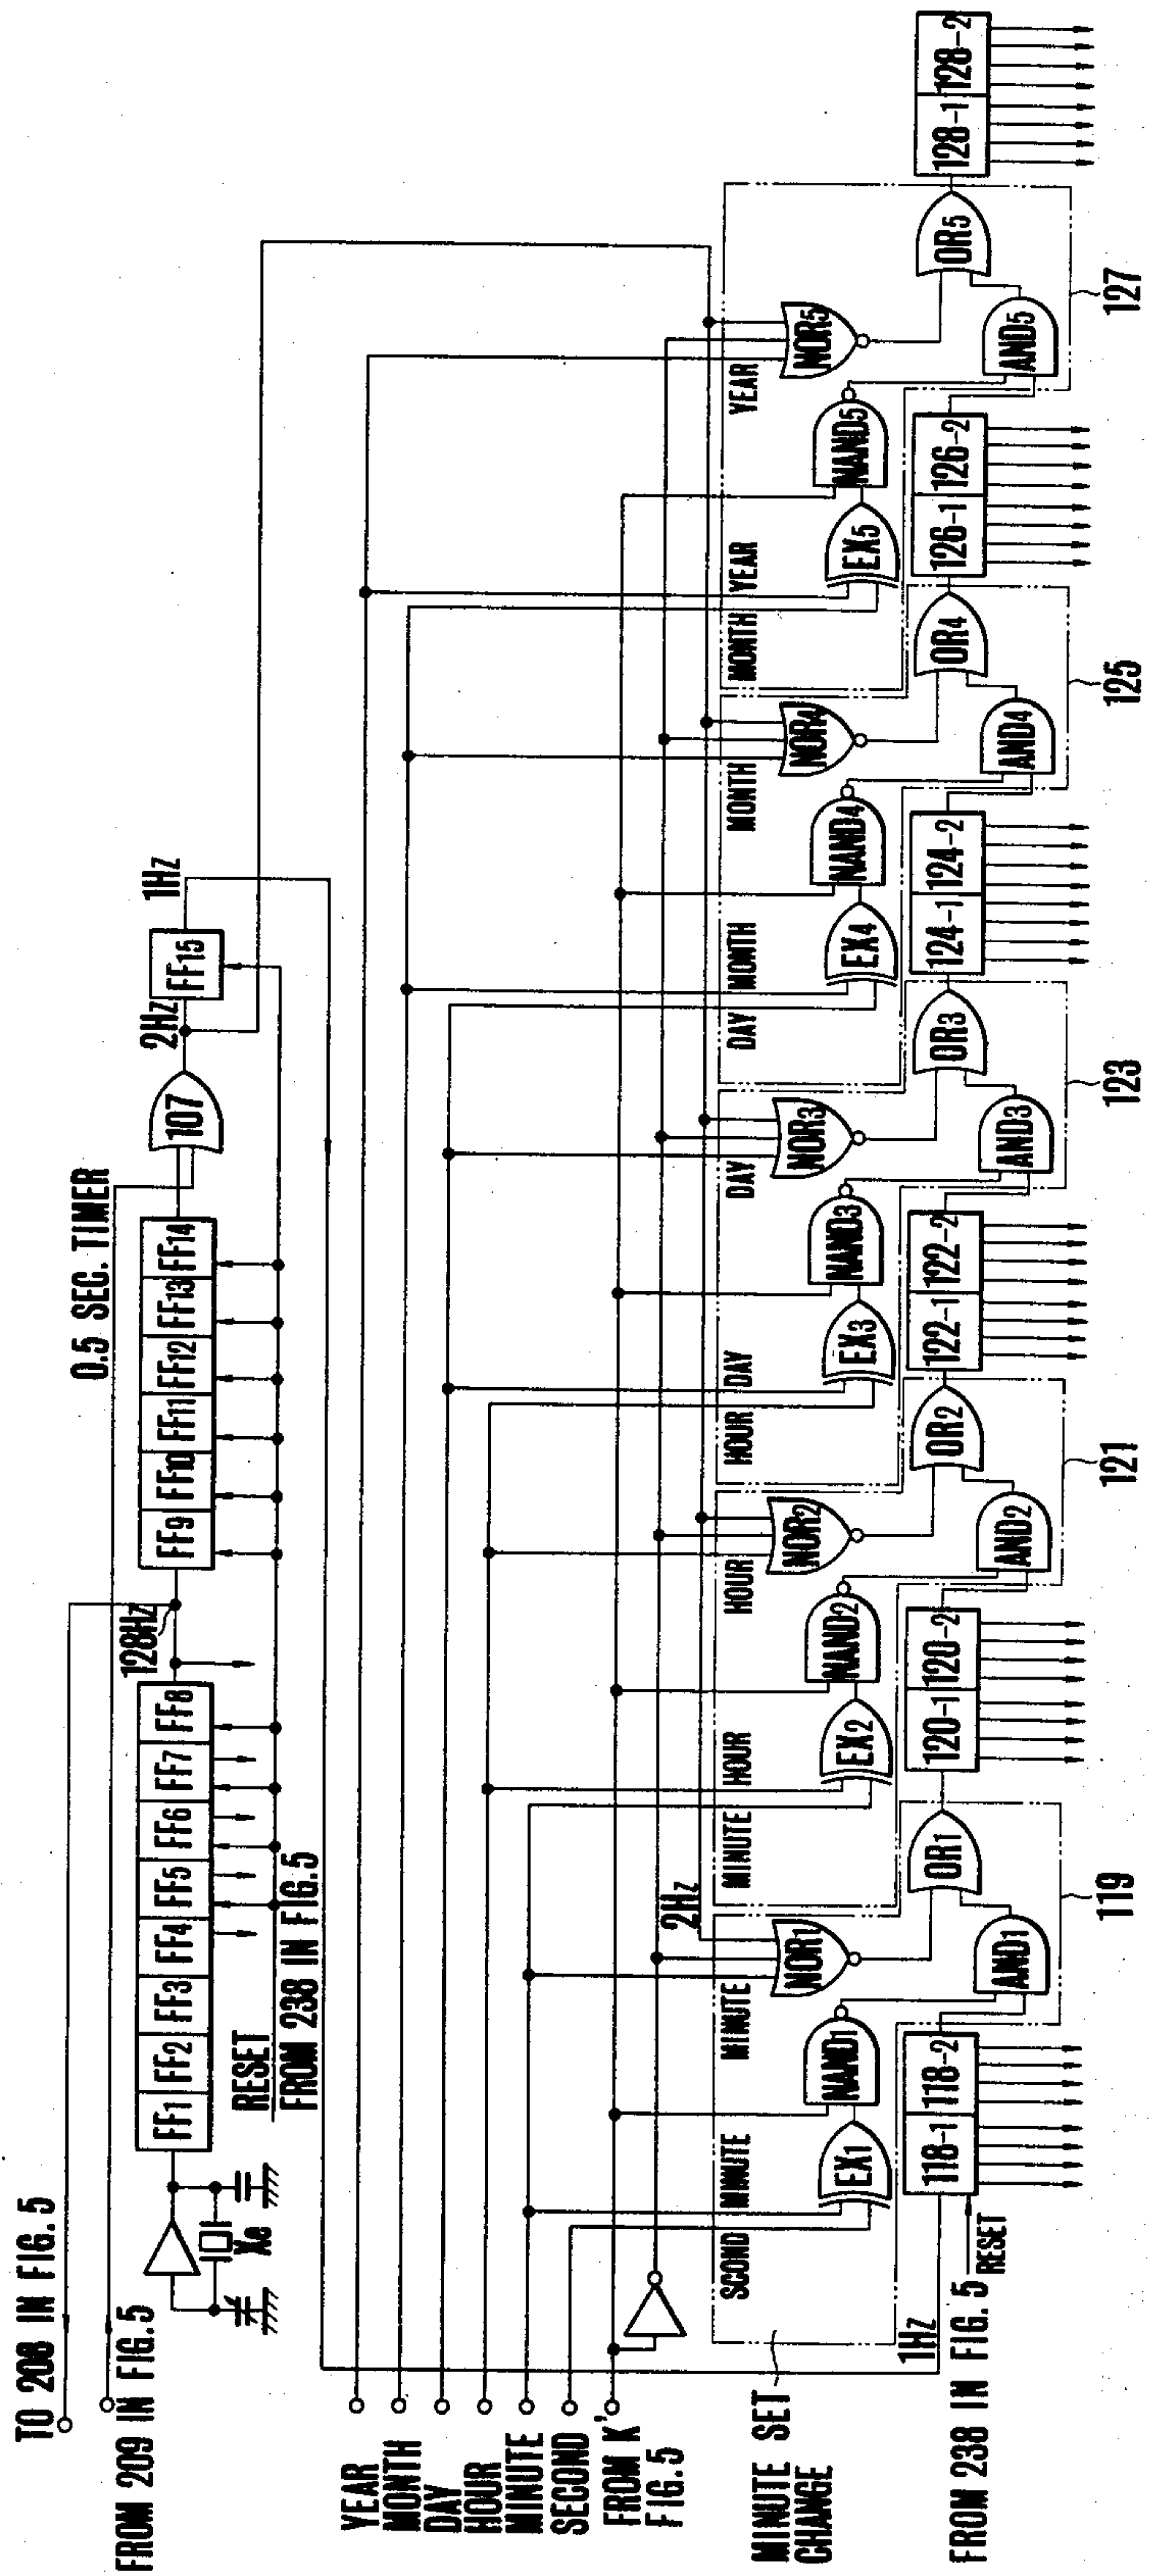 TO 208 IN FIG. 5
FROM 209 IN FIG. 5
0.5 SEC. TIMER
Xe
FF1 FF2 FF3 FF4 FF5 FF6 FF7 FF8
128Hz
FF9 FF10 FF11 FF12 FF13 FF14
107
2Hz
FF15
1Hz
RESET
FROM 238 IN FIG. 5
YEAR
MONTH
DAY
HOUR
MINUTE
SECOND
FROM K'
FIG. 5
2Hz
MINUTE SET
CHANGE
SCOND MINUTE MINUTE
MINUTE HOUR HOUR
HOUR DAY DAY
DAY MONTH MONTH
MONTH YEAR YEAR
EX1 NAND1 NOR1
EX2 NAND2 NOR2
EX3 NAND3 NOR3
EX4 NAND4 NOR4
EX5 NAND5 NOR5
1Hz
118-1 118-2 OR1 120-1 120-2 OR2 122-1 122-2 OR3 124-1 124-2 OR4 126-1 126-2 OR5 128-1 128-2
AND1 AND2 AND3 AND4 AND5
FROM 238 IN FIG. 5
RESET
119 121 123 125 127